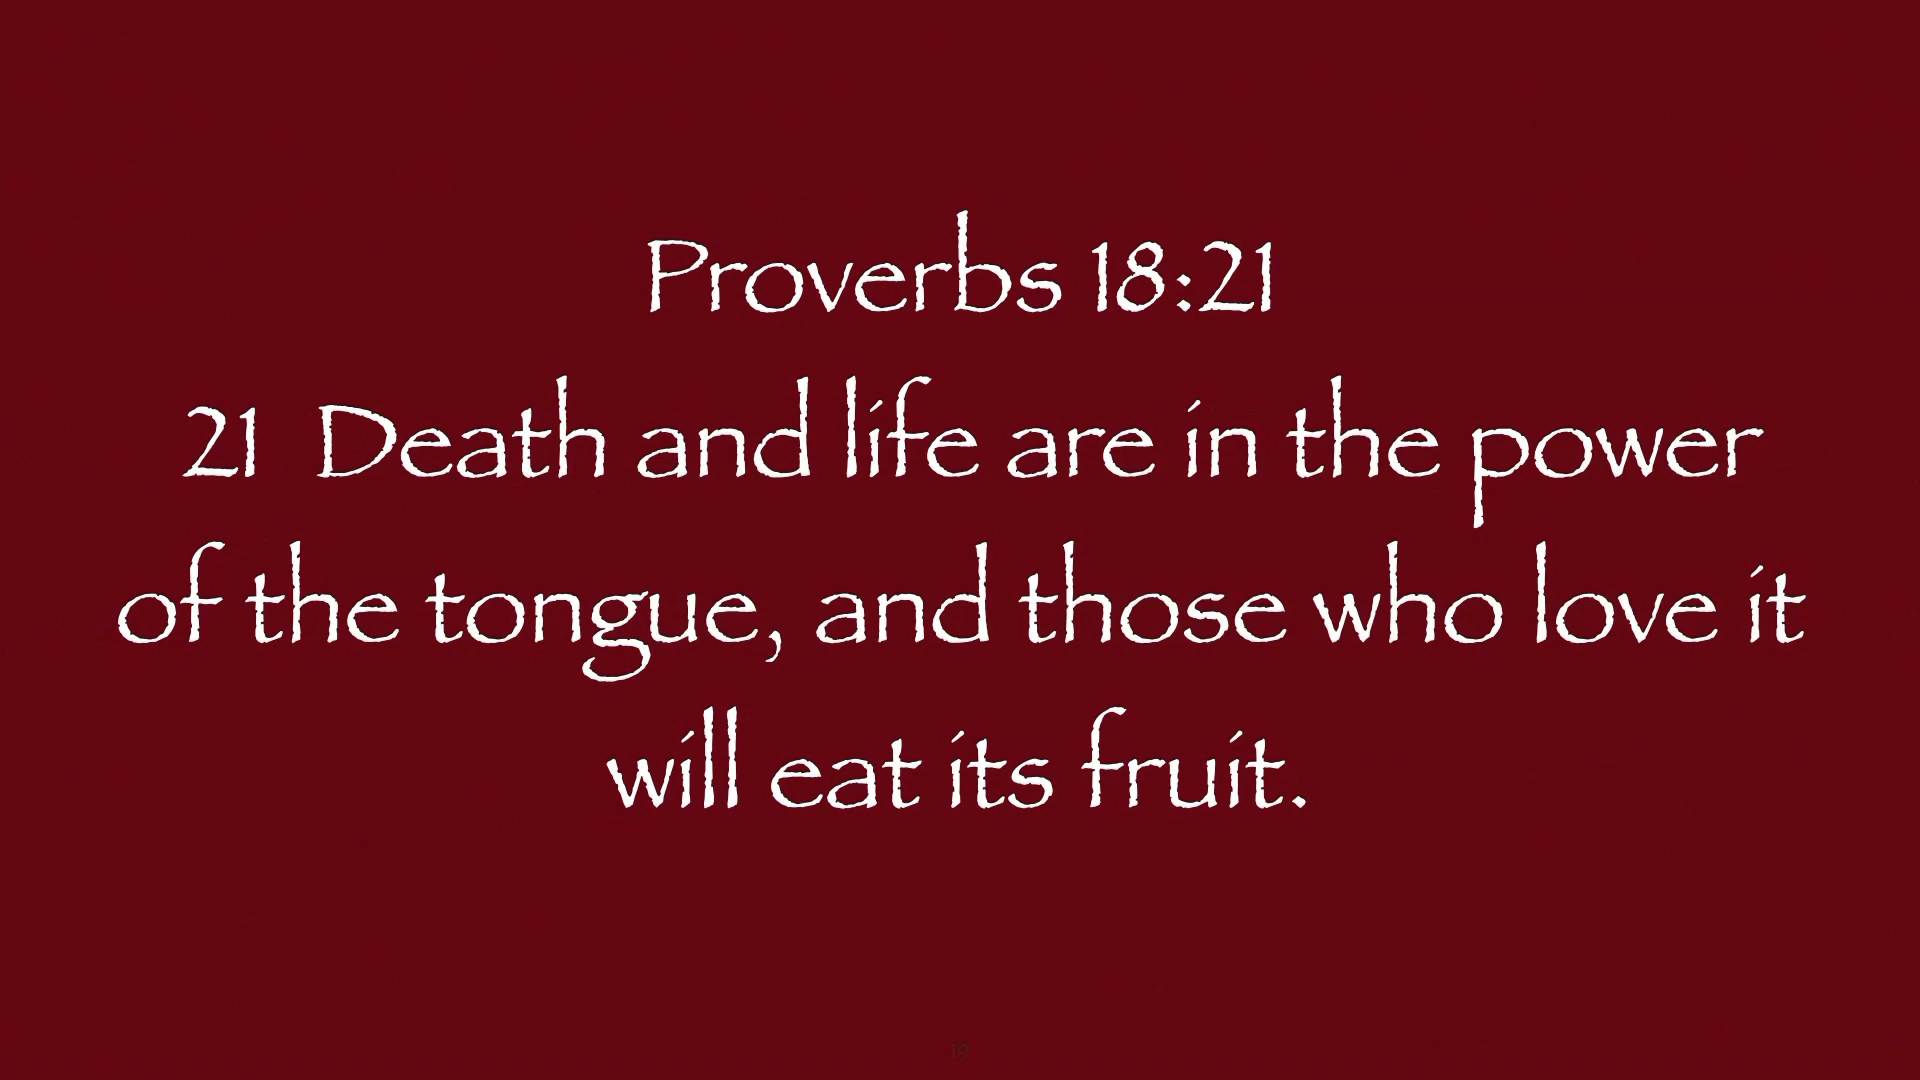 Proverbs 18:21
21  Death and life are in the power
of the tongue, and those who love it
will eat its fruit.
19